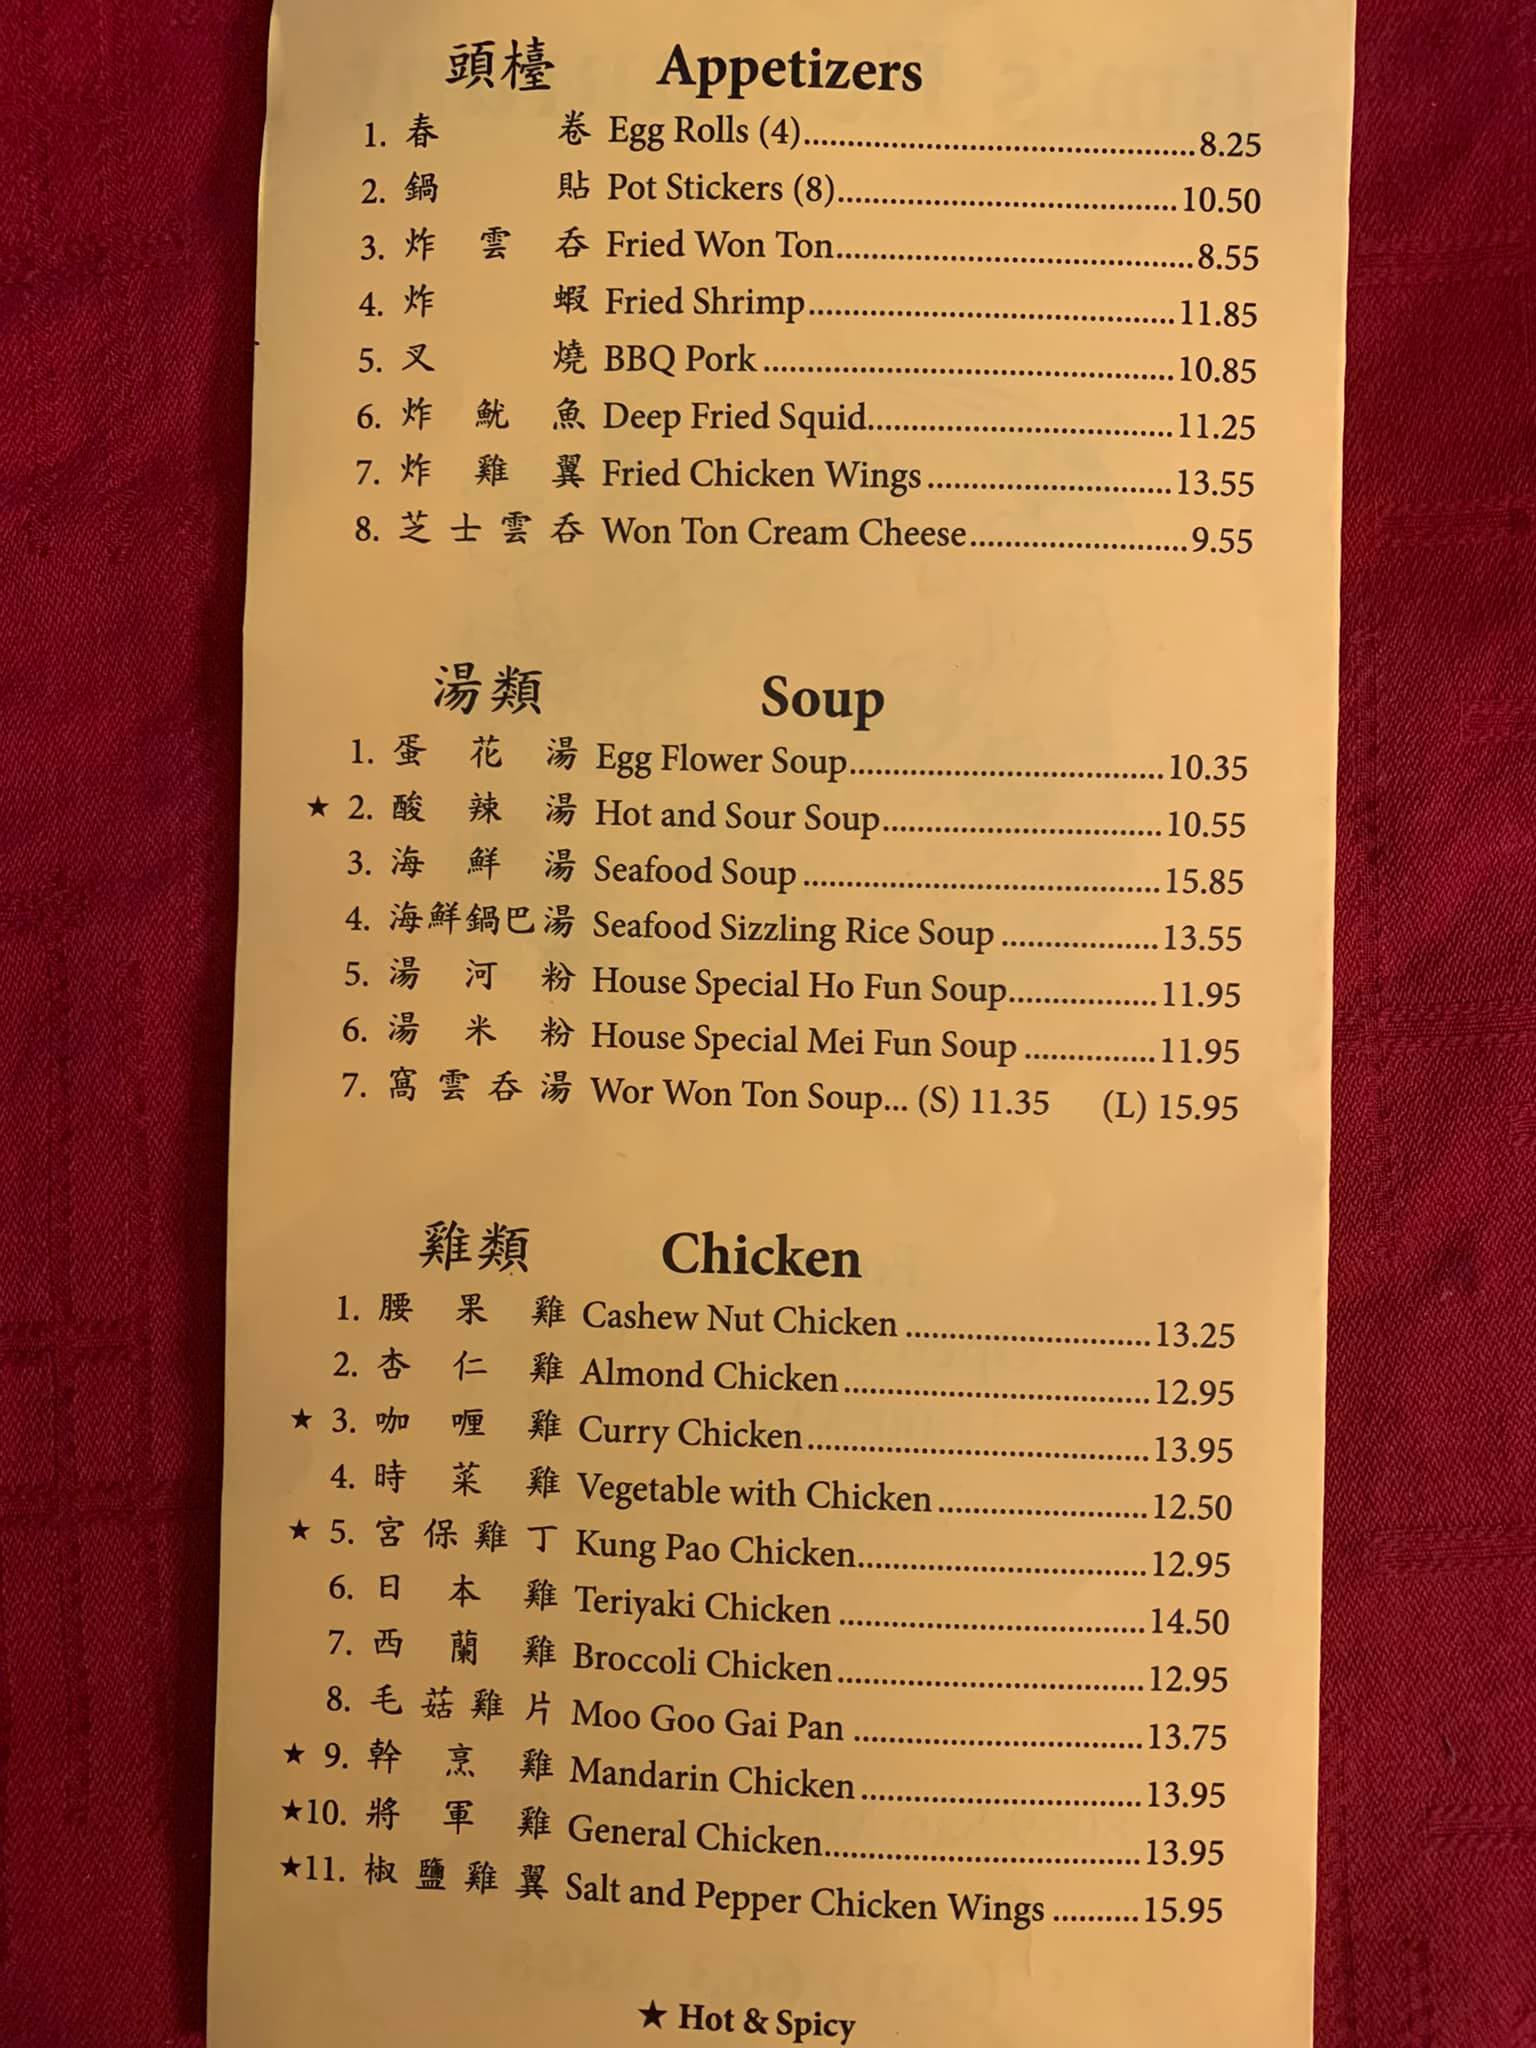 頭檯 Appetizers
1. 春 卷 Egg Rolls (4)..........8.25
2. 鍋 貼 Pot Stickers (8)..........10.50
3. 炸 雲 吞 Fried Won Ton..........8.55
4. 炸 蝦 Fried Shrimp..........11.85
5. 叉 燒 BBQ Pork..........10.85
6. 炸 魷 魚 Deep Fried Squid..........11.25
7. 炸 雞 翼 Fried Chicken Wings..........13.55
8. 芝 士 雲 吞 Won Ton Cream Cheese..........9.55
湯類 Soup
1. 蛋 花 湯 Egg Flower Soup..........10.35
★ 2. 酸 辣 湯 Hot and Sour Soup..........10.55
3. 海 鮮 湯 Seafood Soup..........15.85
4. 海鮮鍋巴湯 Seafood Sizzling Rice Soup..........13.55
5. 湯 河 粉 House Special Ho Fun Soup..........11.95
6. 湯 米 粉 House Special Mei Fun Soup..........11.95
7. 窩 雲 吞 湯 Wor Won Ton Soup... (S) 11.35 (L) 15.95
雞類 Chicken
1. 腰 果 雞 Cashew Nut Chicken..........13.25
2. 杏 仁 雞 Almond Chicken..........12.95
★ 3. 咖 喱 雞 Curry Chicken..........13.95
4. 時 菜 雞 Vegetable with Chicken..........12.50
★ 5. 宮 保 雞 丁 Kung Pao Chicken..........12.95
6. 日 本 雞 Teriyaki Chicken..........14.50
7. 西 蘭 雞 Broccoli Chicken..........12.95
8. 毛 菇 雞 片 Moo Goo Gai Pan..........13.75
★ 9. 幹 烹 雞 Mandarin Chicken..........13.95
★10. 將 軍 雞 General Chicken..........13.95
★11. 椒 鹽 雞 翼 Salt and Pepper Chicken Wings..........15.95
★ Hot & Spicy